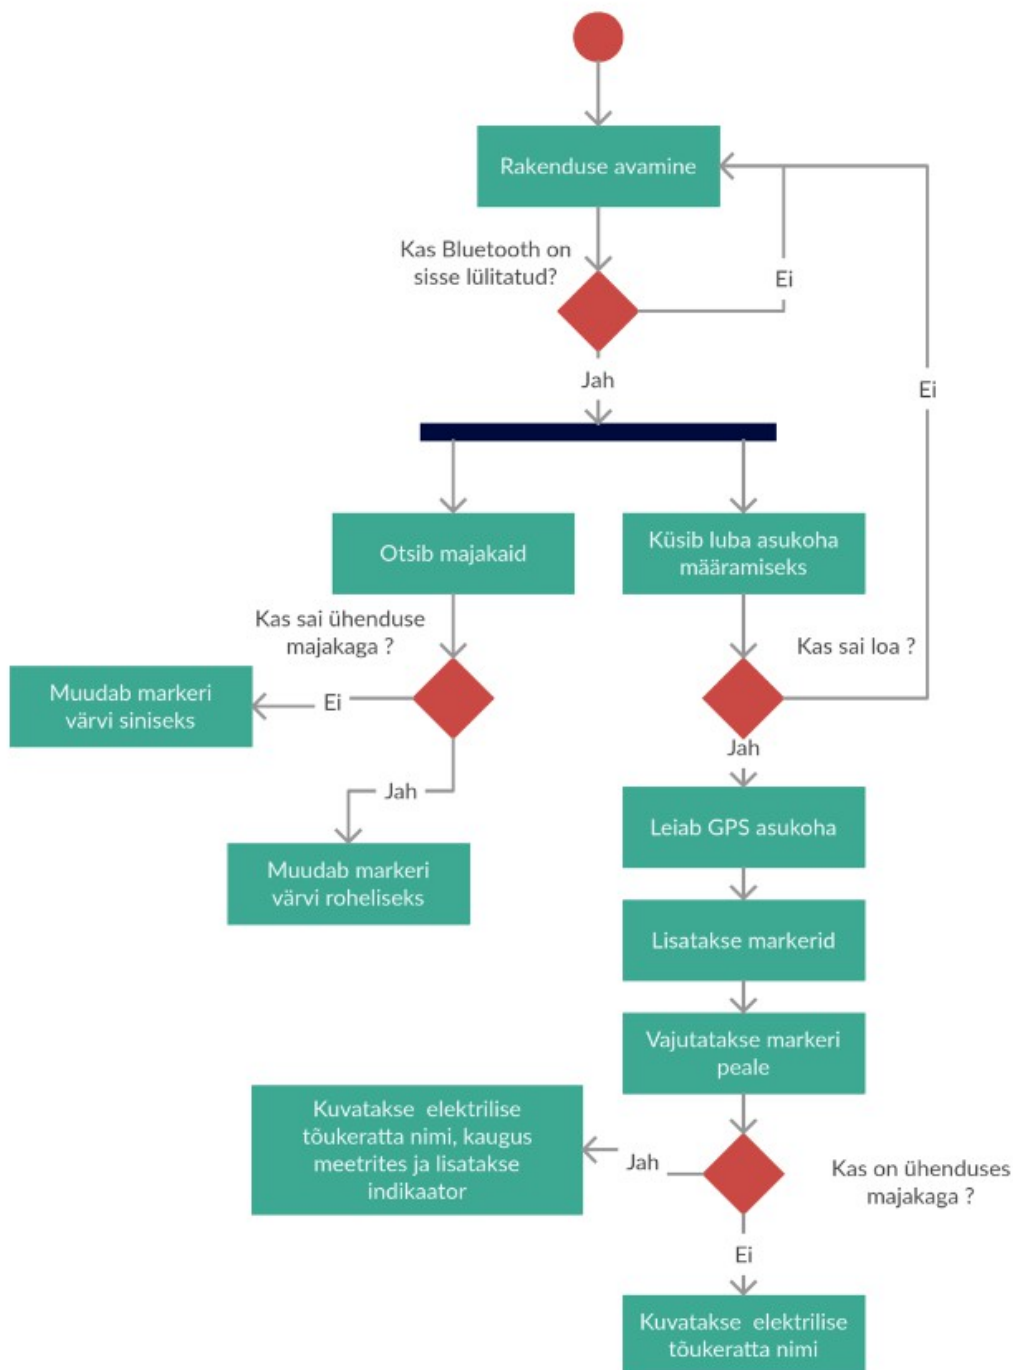 Rakenduse avamine
Kas Bluetooth on
sisse lülitatud?
Ei
Jah
Ei
Otsib majakaid
Küsib luba asukoha
määramiseks
Kas sai ühenduse
majakaga ?
Kas sai loa ?
Muudab markeri
värvi siniseks
Ei
Jah
Jah
Leiab GPS asukoha
Muudab markeri
värvi roheliseks
Lisatakse markerid
Vajutatakse markeri
peale
Kuvatakse elektrilise
tõukeratta nimi, kaugus
meetrites ja lisatakse
indikaator
Jah
Kas on ühenduses
majakaga ?
Ei
Kuvatakse elektrilise
tõukeratta nimi